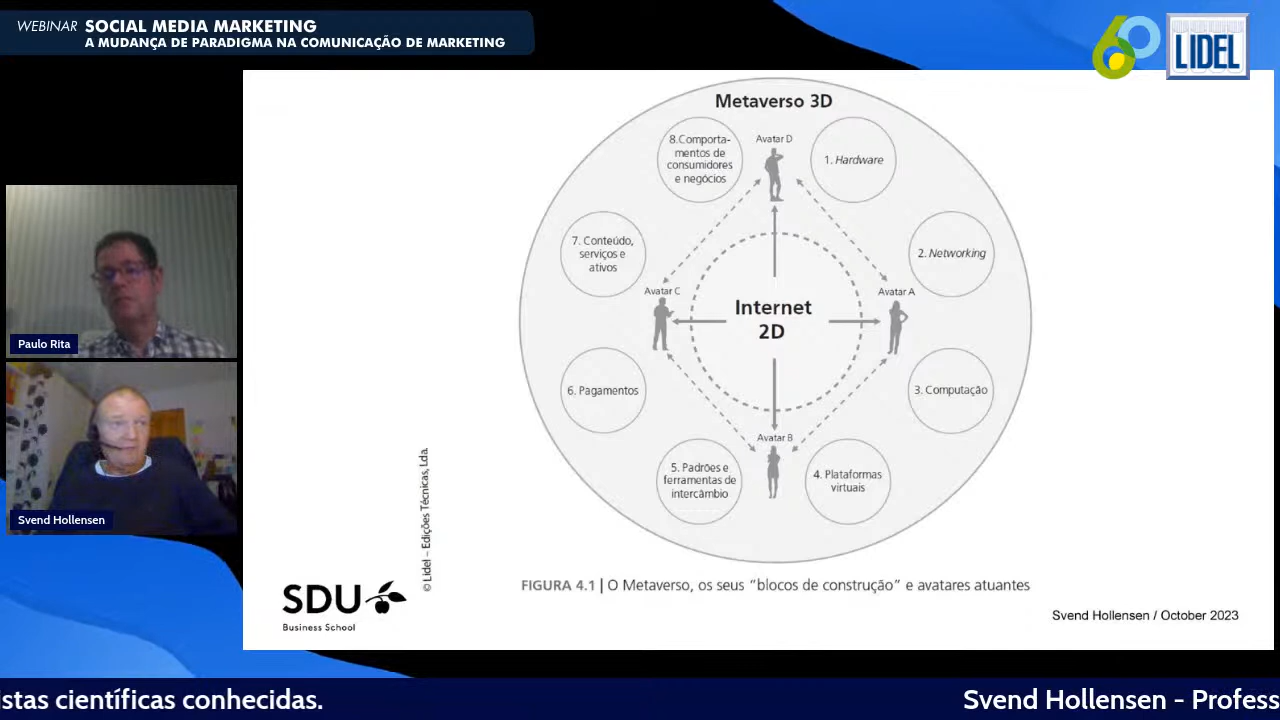 WEBINAR SOCIAL MEDIA MARKETING
A MUDANÇA DE PARADIGMA NA COMUNICAÇÃO DE MARKETING
60
LIDEL
Paulo Rita
Svend Hollensen
Metaverso 3D
8.Comporta-
mentos de
consumidores
e negócios
Avatar D
1. Hardware
7. Conteúdo,
serviços e
ativos
2. Networking
Avatar C
Avatar A
Internet
2D
6. Pagamentos
3. Computação
Avatar B
5. Padrões e
ferramentas de
intercâmbio
4. Plataformas
virtuais
© Lidel – Edições Técnicas, Lda.
FIGURA 4.1 | O Metaverso, os seus “blocos de construção” e avatares atuantes
SDU
Business School
Svend Hollensen / October 2023
istas científicas conhecidas.
Svend Hollensen - Profess